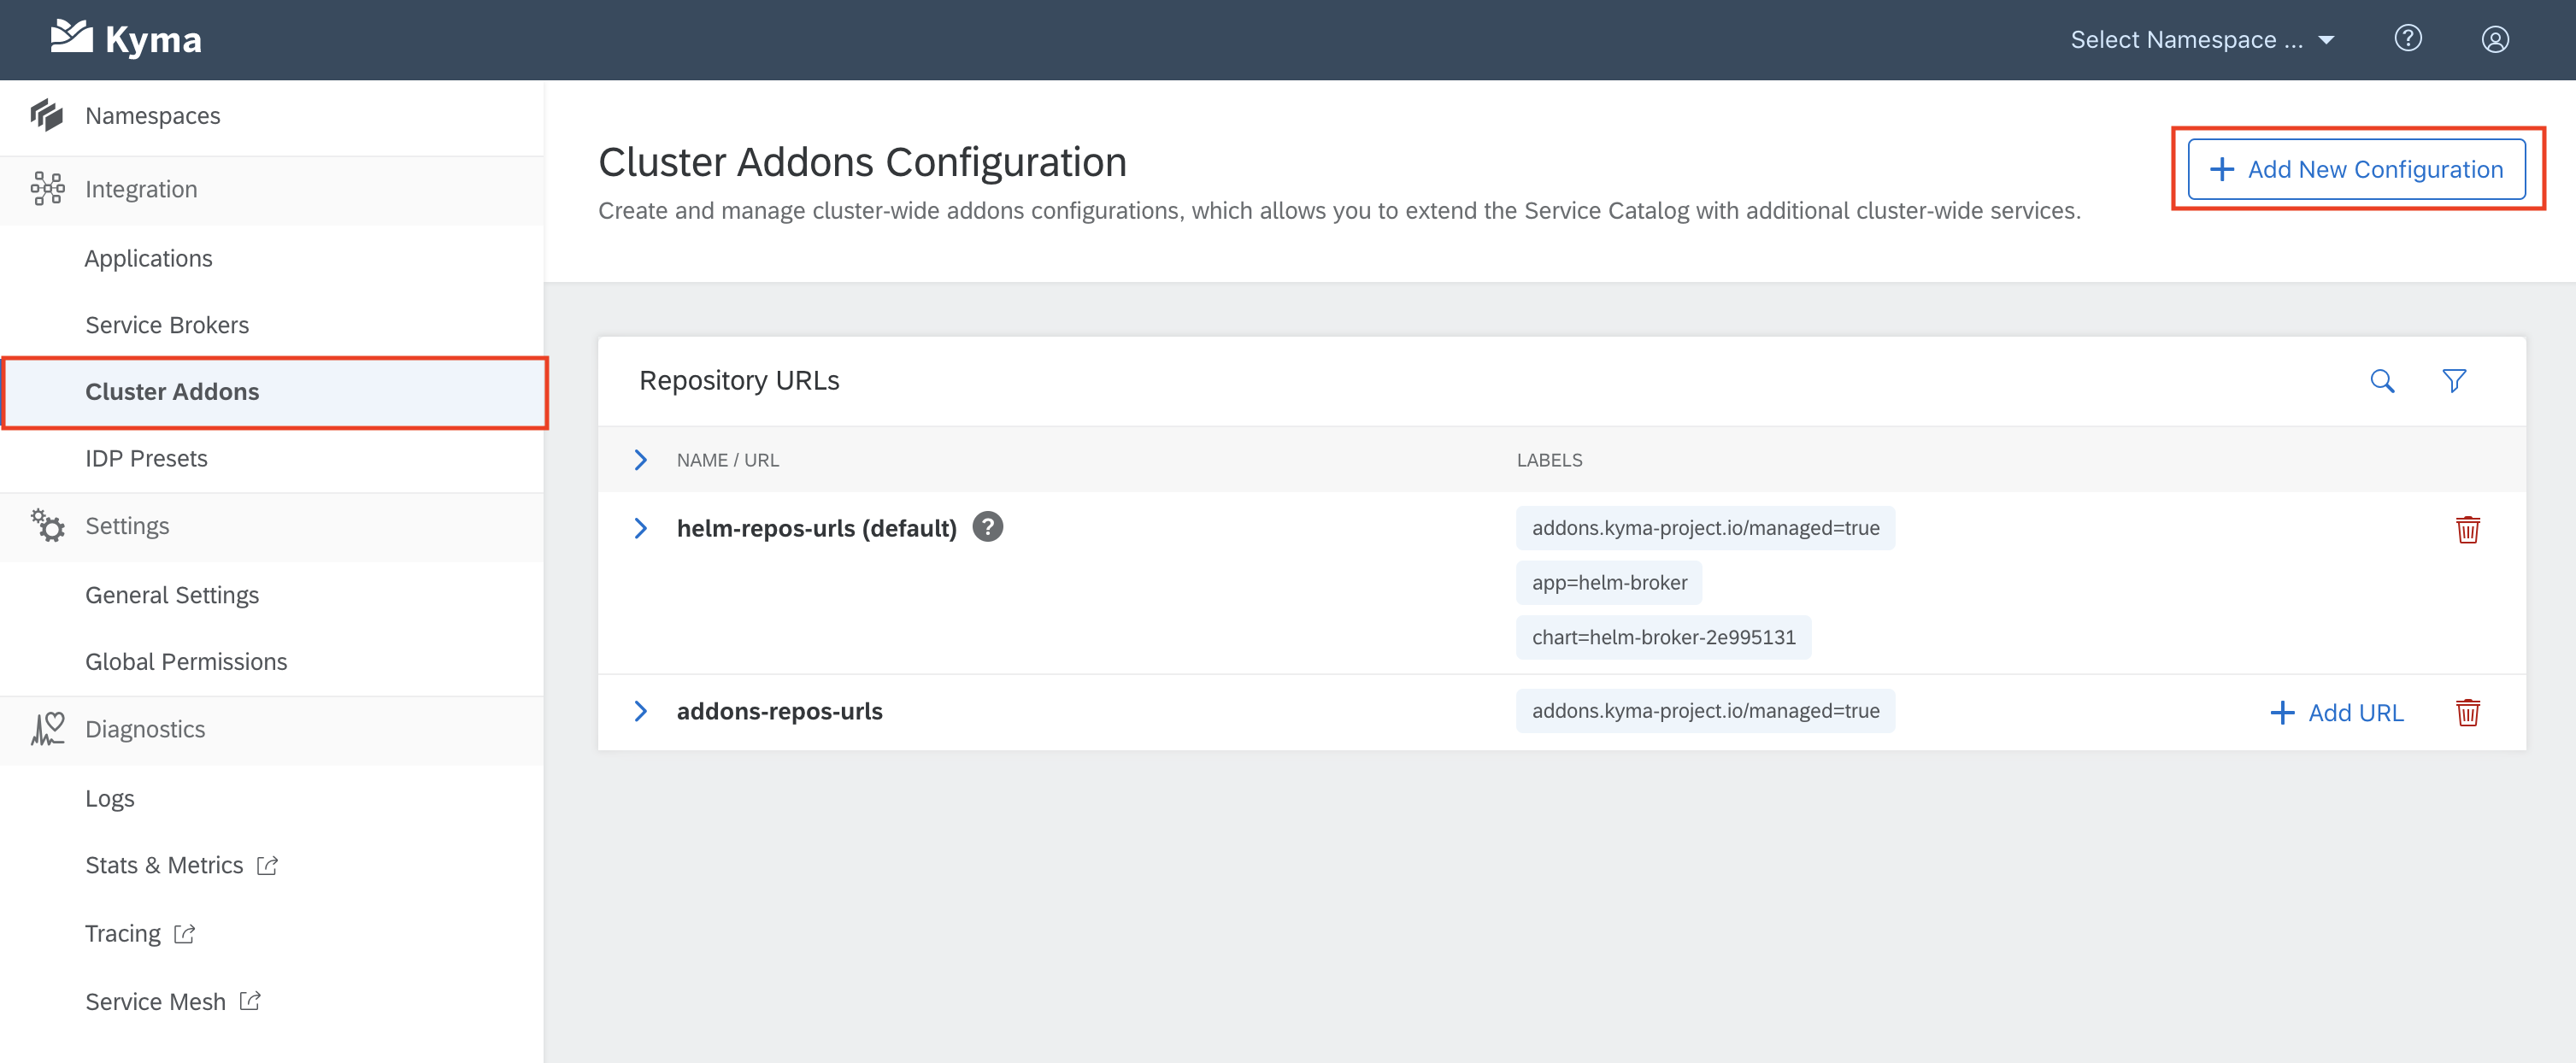 Kyma
Select Namespace ...
Namespaces
Integration
Applications
Service Brokers
Cluster Addons
IDP Presets
Settings
General Settings
Global Permissions
Diagnostics
Logs
Stats & Metrics
Tracing
Service Mesh
Cluster Addons Configuration
Create and manage cluster-wide addons configurations, which allows you to extend the Service Catalog with additional cluster-wide services.
+ Add New Configuration
Repository URLs
NAME / URL LABELS
helm-repos-urls (default) ? addons.kyma-project.io/managed=true
app=helm-broker
chart=helm-broker-2e995131
addons-repos-urls addons.kyma-project.io/managed=true + Add URL